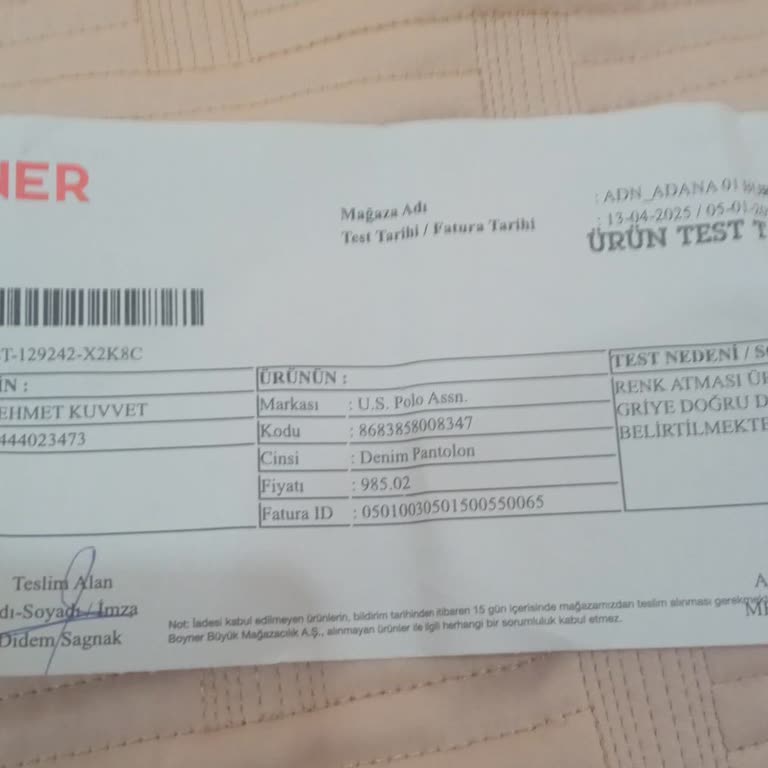 NER
Mağaza Adı : ADN_ADANA 01
Test Tarihi / Fatura Tarihi : 13-04-2025 / 05-01-
ÜRÜN TEST T
T-129242-X2K8C
İN :
EHMET KUVVET
444023473
ÜRÜNÜN :
Markası : U.S. Polo Assn.
Kodu : 8683858008347
Cinsi : Denim Pantolon
Fiyatı : 985.02
Fatura ID : 05010030501500550065
TEST NEDENİ / S
RENK ATMASI ÜR
GRİYE DOĞRU D
BELİRTİLMEKTE
Teslim Alan
dı-Soyadı / İmza
Didem Sagnak
Not: İadesi kabul edilmeyen ürünlerin, bildirim tarihinden itibaren 15 gün içerisinde mağazamızdan teslim alınması gerekmekte
Boyner Büyük Mağazacılık A.Ş., alınmayan ürünler ile ilgili herhangi bir sorumluluk kabul etmez.
A
ME